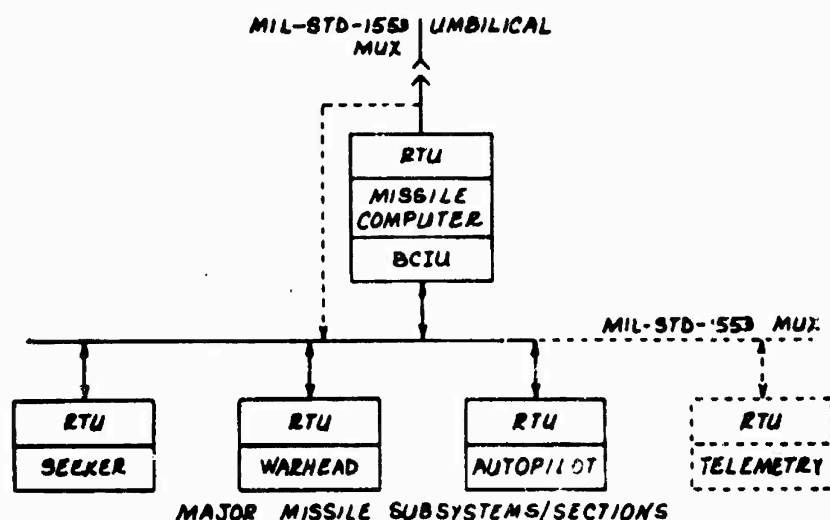 MIL-STD-1553 UMBILICAL
MUX
RTU
MISSILE
COMPUTER
BCIU
MIL-STD-1553 MUX
RTU
SEEKER
RTU
WARHEAD
RTU
AUTOPILOT
RTU
TELEMETRY
MAJOR MISSILE SUBSYSTEMS/SECTIONS